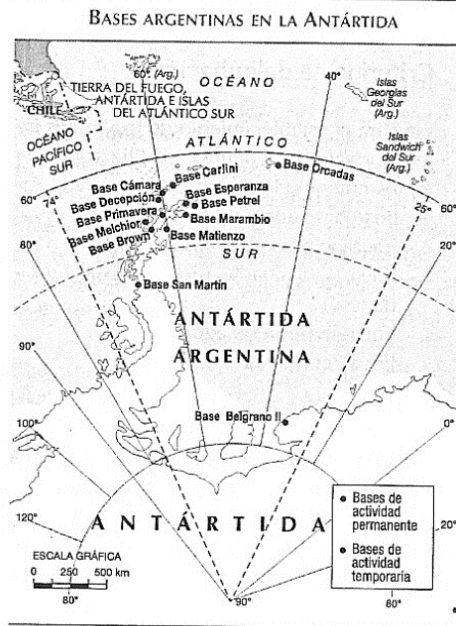 BASES ARGENTINAS EN LA ANTÁRTIDA
60° (Arg.)
OCÉANO
40°
Islas
Georgias
del Sur
(Arg.)
TIERRA DEL FUEGO,
ANTÁRTIDA E ISLAS
DEL ATLÁNTICO SUR
CHILE
OCÉANO
PACÍFICO
SUR
ATLÁNTICO
Islas
Sandwich
del Sur
(Arg.)
Base Carlini
Base Orcadas
Base Cámara
Base Esperanza
Base Decepción
Base Petrel
Base Primavera
Base Marambio
Base Melchior
Base Brown
Base Matienzo
60°
74°
25°
60°
80°
SUR
20°
Base San Martín
ANTÁRTIDA
ARGENTINA
90°
Base Belgrano II
100°
0°
ANTÁRTIDA
120°
20°
Bases de
actividad
permanente
Bases de
actividad
temporaria
ESCALA GRÁFICA
0 250 500 km
80°
90°
80°